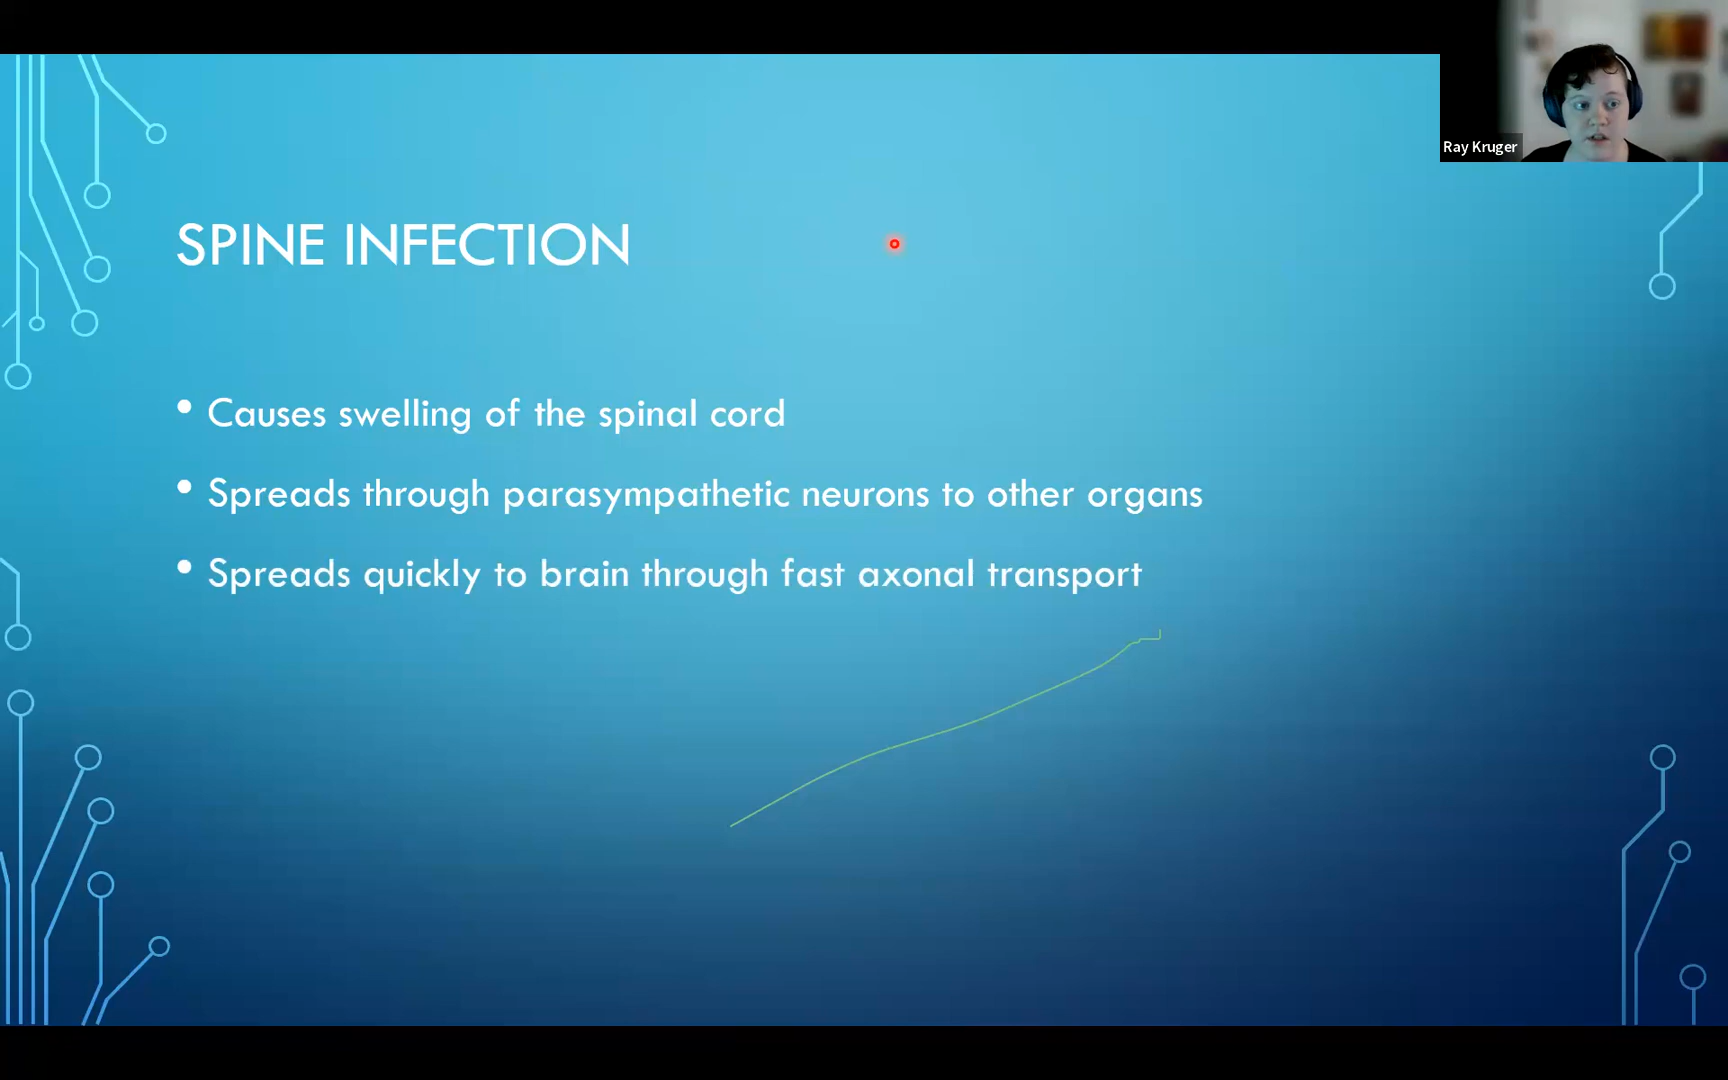 Ray Kruger
SPINE INFECTION
Causes swelling of the spinal cord
Spreads through parasympathetic neurons to other organs
Spreads quickly to brain through fast axonal transport